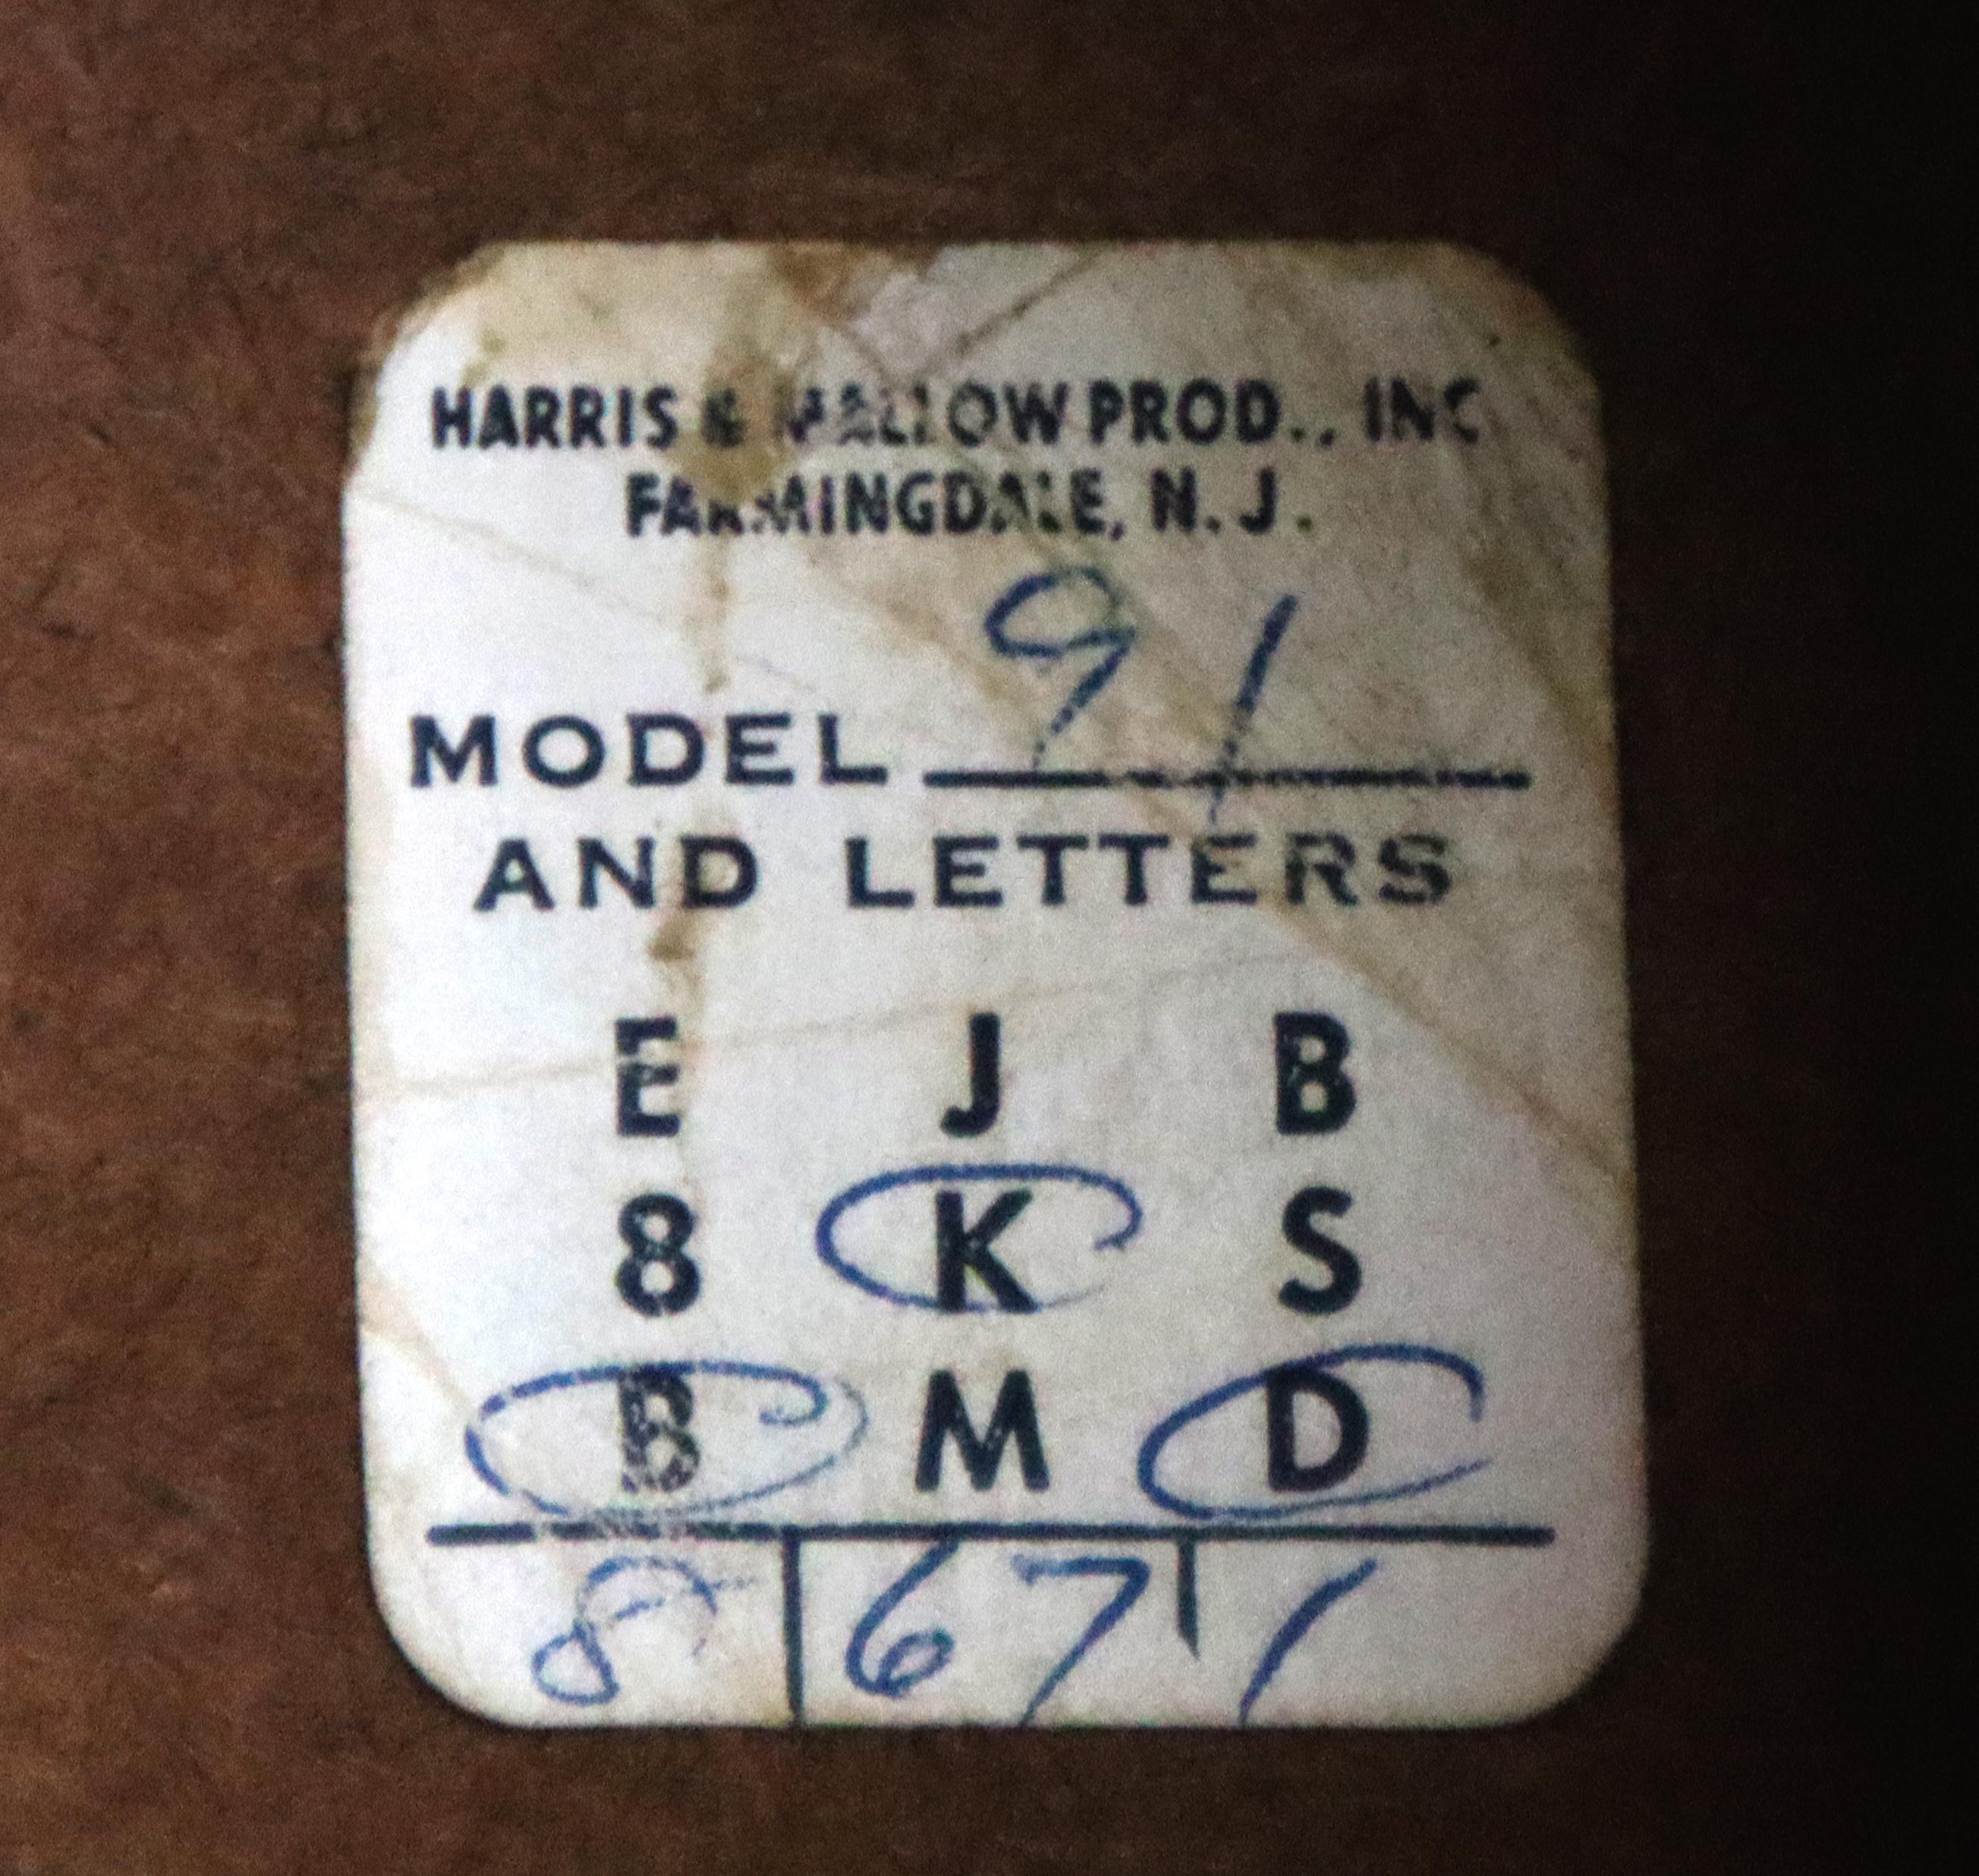 HARRIS & MALLOW PROD., INC
FARMINGDALE, N. J.
MODEL 91
AND LETTERS
E J B
8 K S
B M D
8 67 1